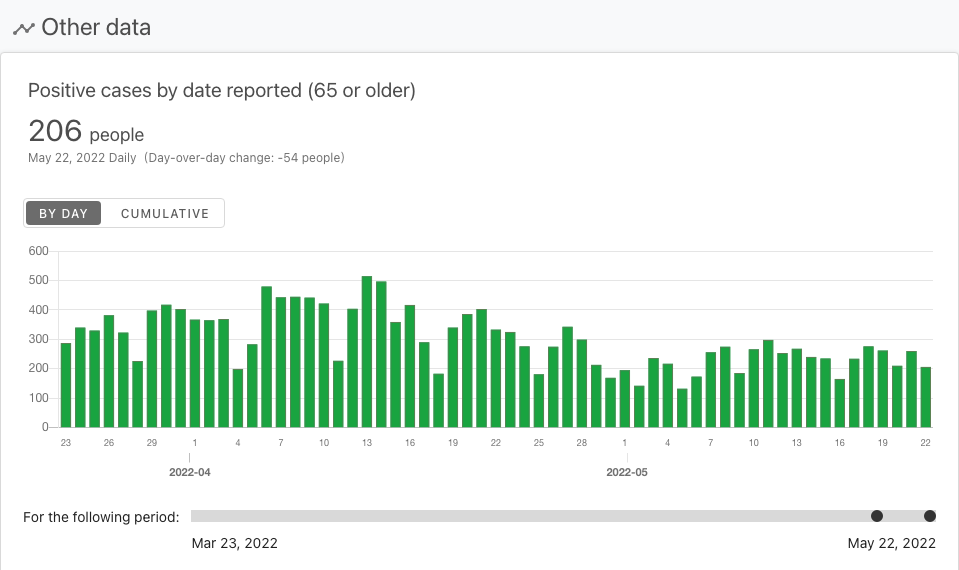 Other data
Positive cases by date reported (65 or older)
206 people
May 22, 2022 Daily (Day-over-day change: -54 people)
BY DAY CUMULATIVE
600
500
400
300
200
100
0
23 26 29 1 4 7 10 13 16 19 22 25 28 1 4 7 10 13 16 19 22
2022-04 2022-05
For the following period:
Mar 23, 2022 May 22, 2022